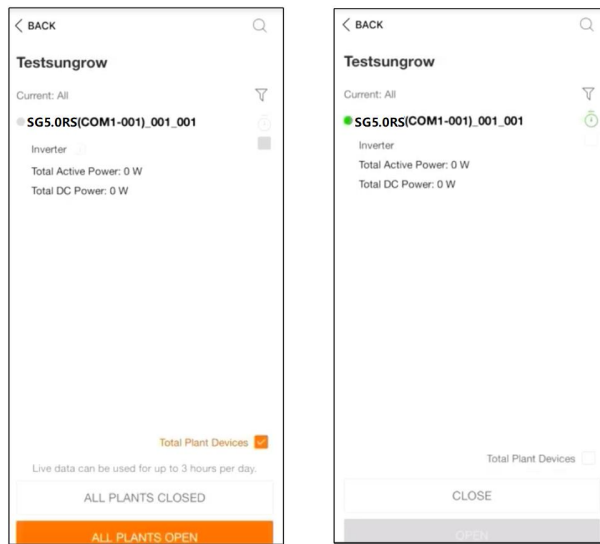 BACK
Testsungrow
Current: All
SG5.0RS(COM1-001)_001_001
Inverter
Total Active Power: 0 W
Total DC Power: 0 W
Total Plant Devices
Live data can be used for up to 3 hours per day.
ALL PLANTS CLOSED
ALL PLANTS OPEN
BACK
Testsungrow
Current: All
SG5.0RS(COM1-001)_001_001
Inverter
Total Active Power: 0 W
Total DC Power: 0 W
Total Plant Devices
CLOSE
OPEN